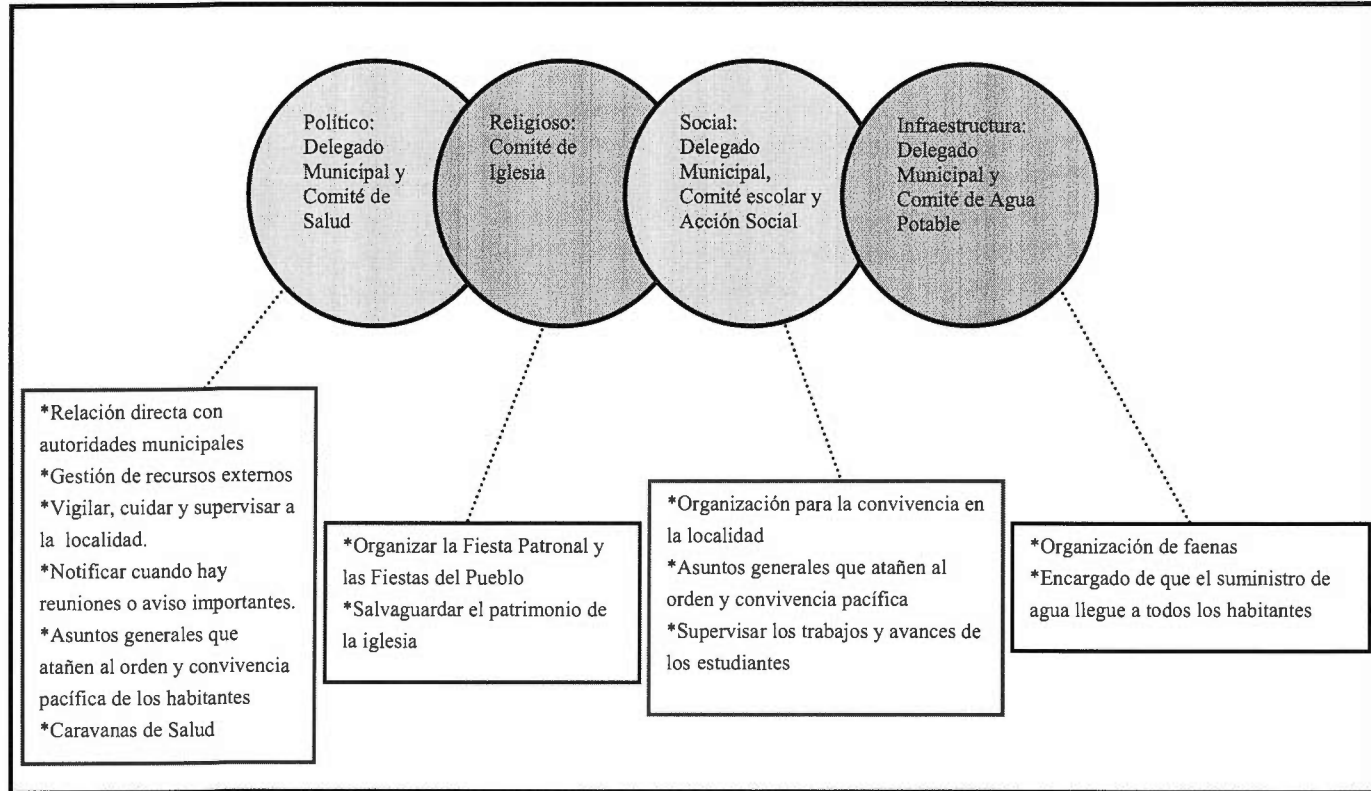 Político:
Delegado
Municipal y
Comité de
Salud
Religioso:
Comité de
Iglesia
Social:
Delegado
Municipal,
Comité escolar y
Acción Social
Infraestructura:
Delegado
Municipal y
Comité de Agua
Potable
*Relación directa con
autoridades municipales
*Gestión de recursos externos
*Vigilar, cuidar y supervisar a
la localidad.
*Notificar cuando hay
reuniones o aviso importantes.
*Asuntos generales que
atañen al orden y convivencia
pacífica de los habitantes
*Caravanas de Salud
*Organizar la Fiesta Patronal y
las Fiestas del Pueblo
*Salvaguardar el patrimonio de
la iglesia
*Organización para la convivencia en
la localidad
*Asuntos generales que atañen al
orden y convivencia pacífica
*Supervisar los trabajos y avances de
los estudiantes
*Organización de faenas
*Encargado de que el suministro de
agua llegue a todos los habitantes